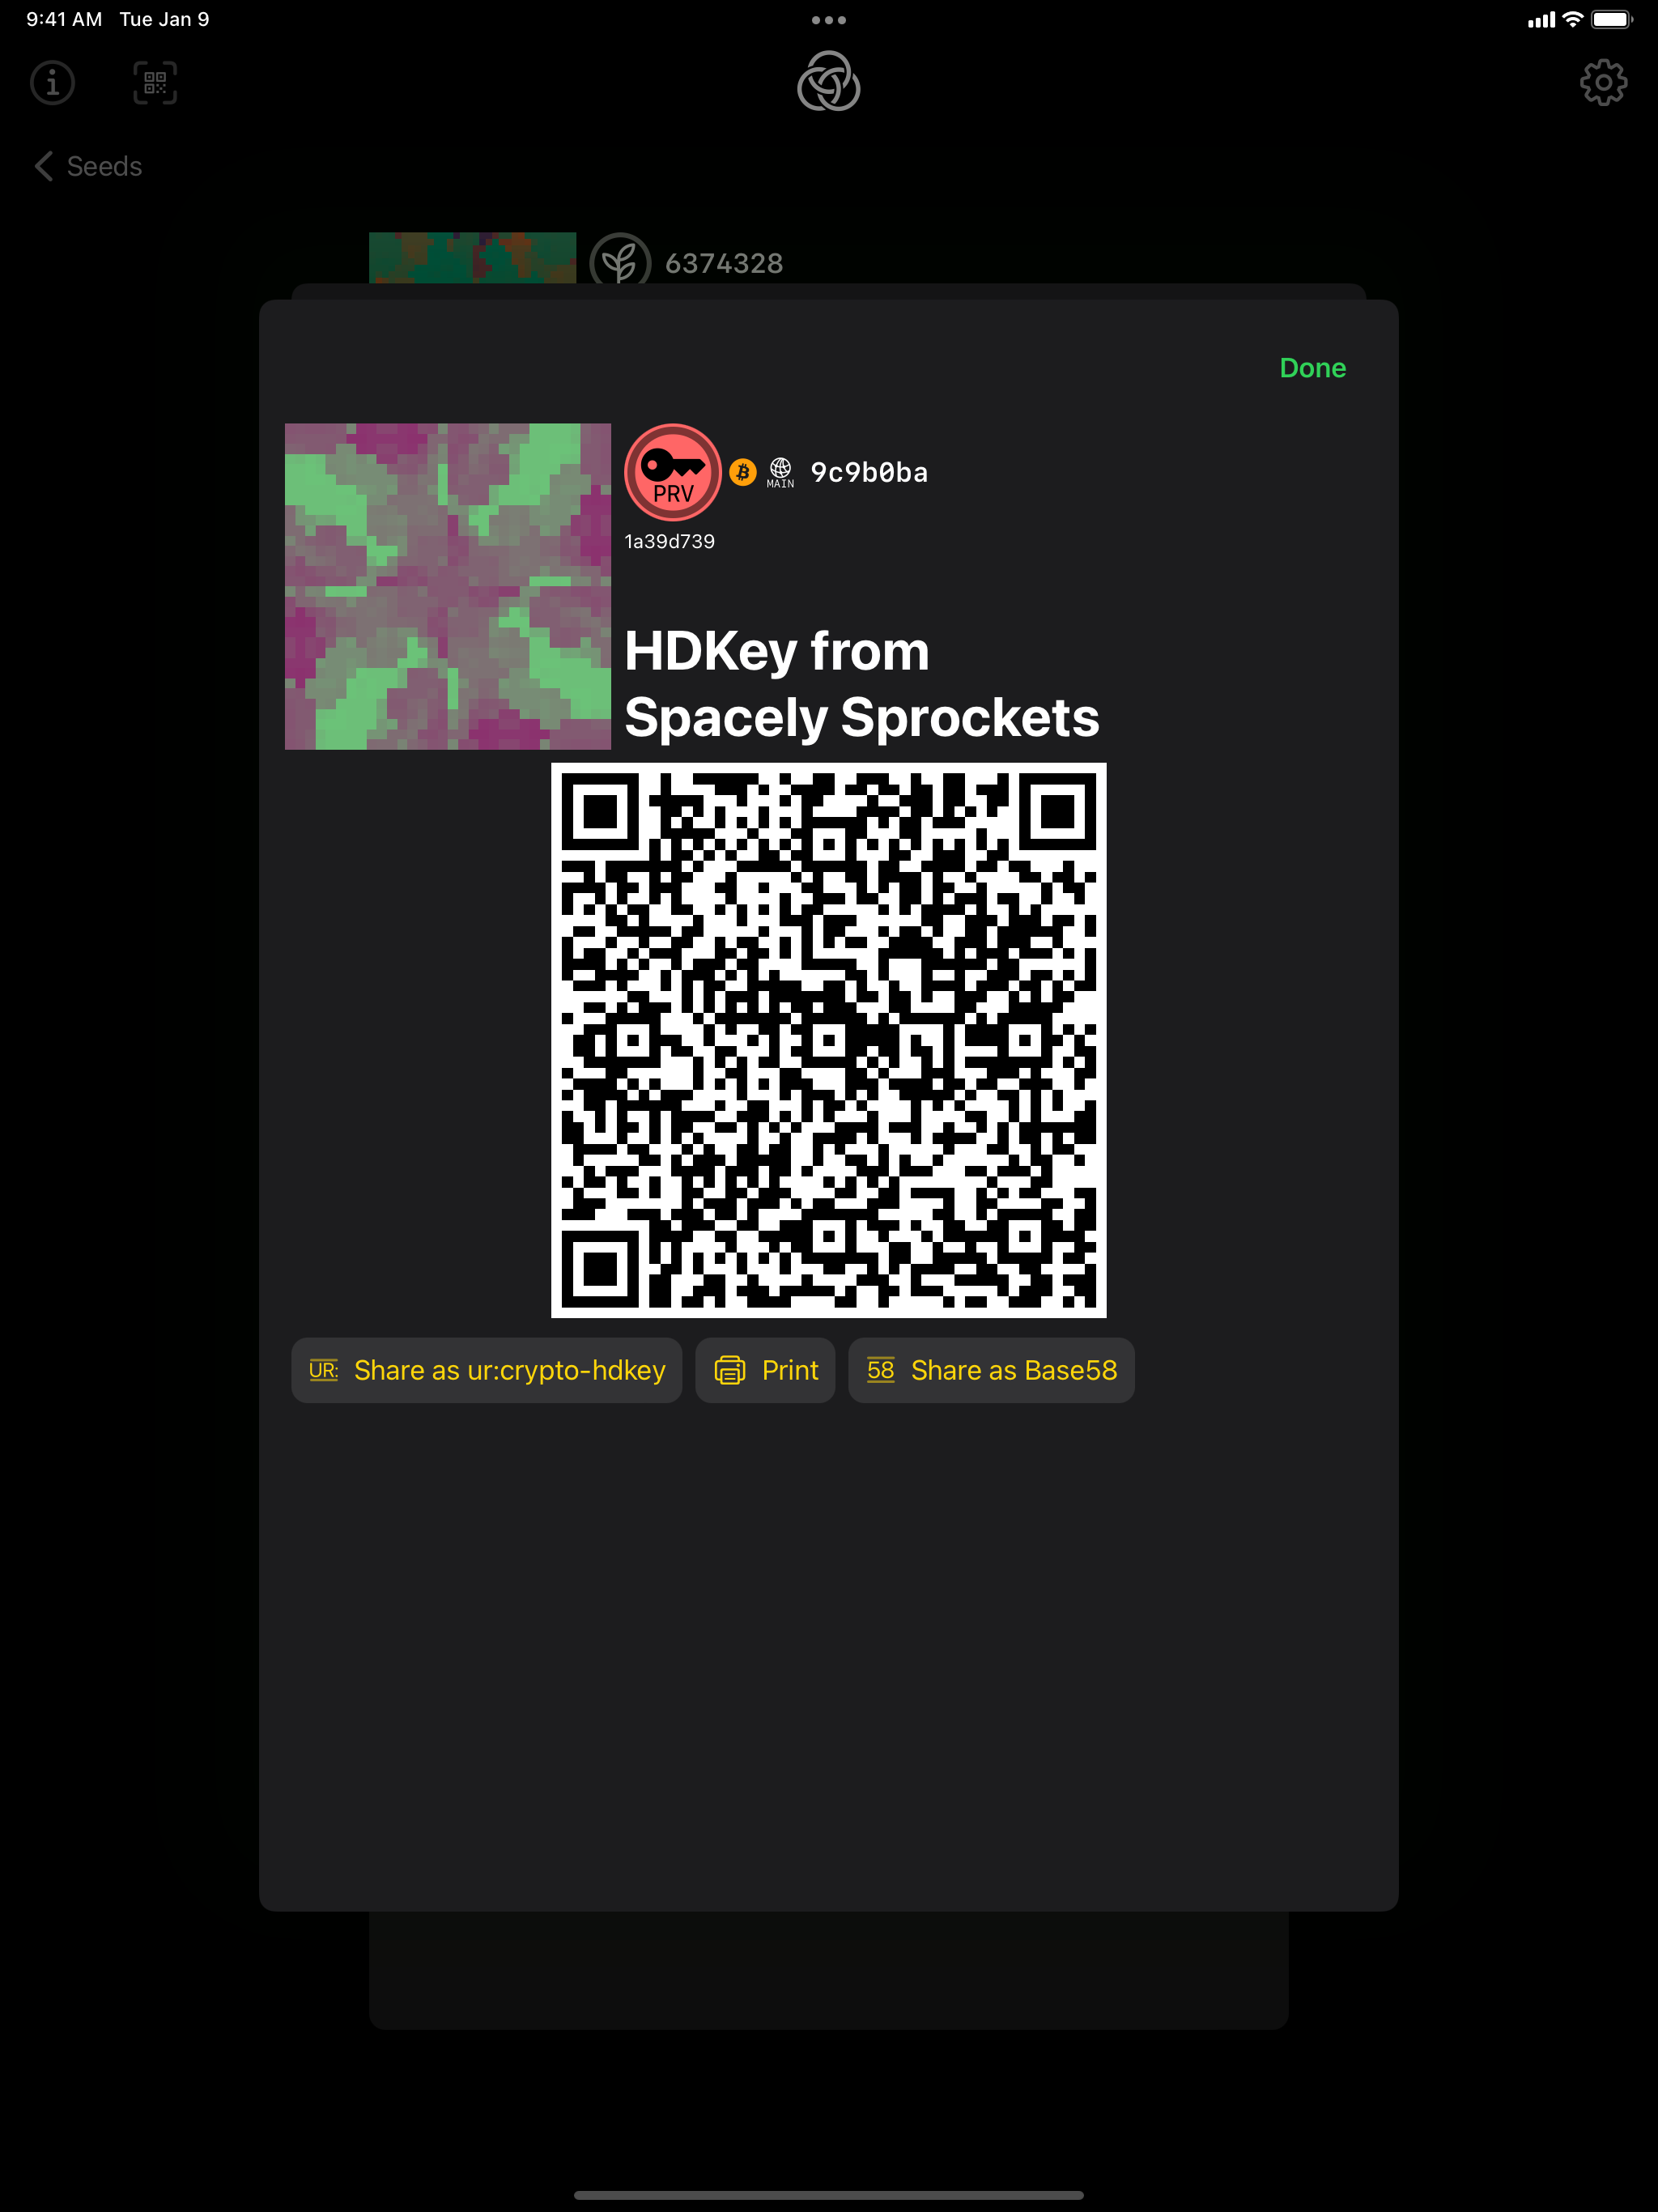 9:41 AM Tue Jan 9
Seeds
6374328
Done
PRV
MAIN
9c9b0ba
1a39d739
HDKey from
Spacely Sprockets
UR: Share as ur:crypto-hdkey
Print
58 Share as Base58